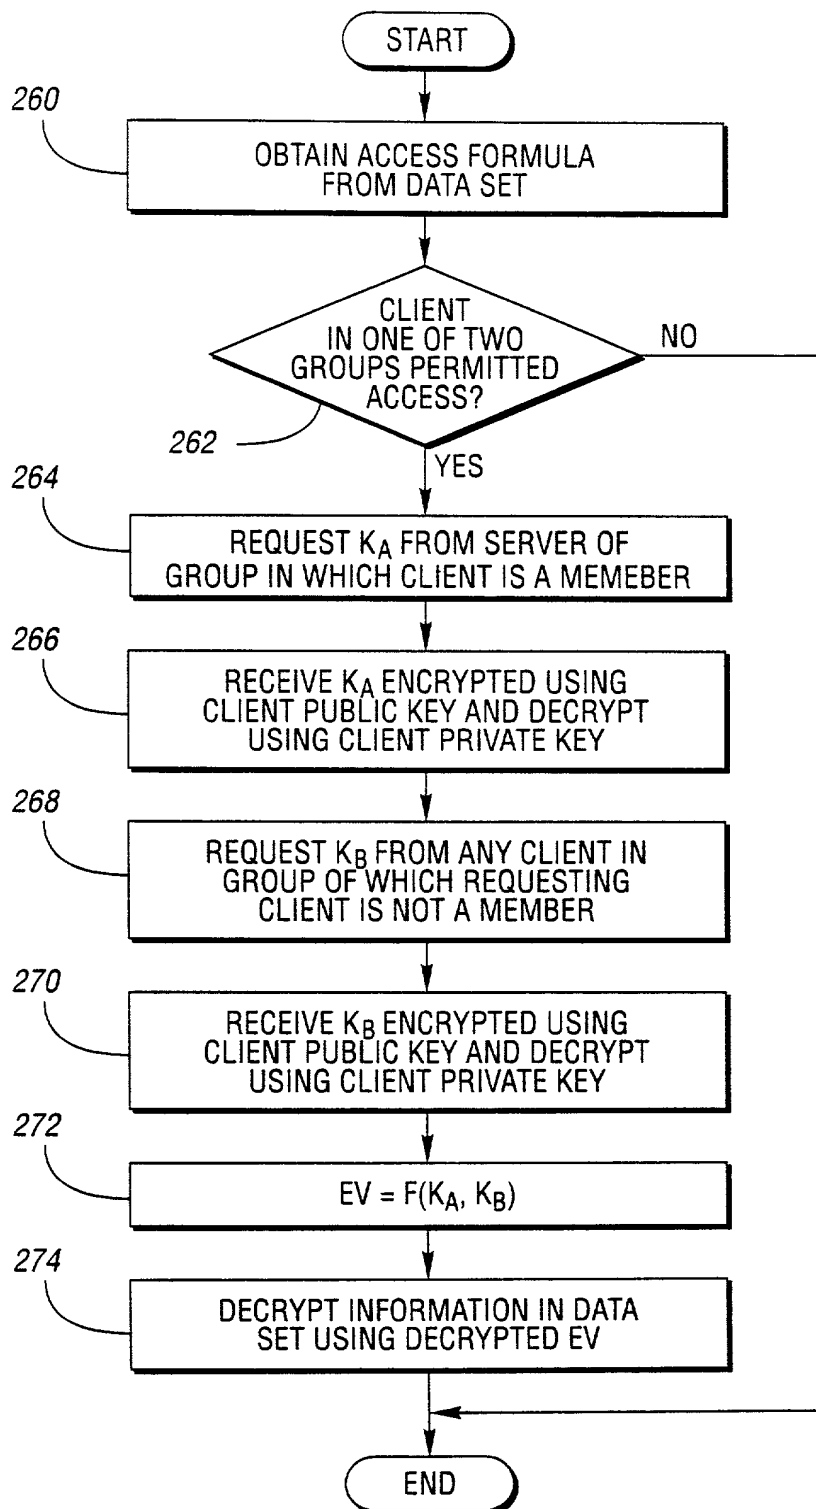 START
260
OBTAIN ACCESS FORMULA
FROM DATA SET
CLIENT
IN ONE OF TWO
GROUPS PERMITTED
ACCESS?
NO
262
YES
264
REQUEST KA FROM SERVER OF
GROUP IN WHICH CLIENT IS A MEMEBER
266
RECEIVE KA ENCRYPTED USING
CLIENT PUBLIC KEY AND DECRYPT
USING CLIENT PRIVATE KEY
268
REQUEST KB FROM ANY CLIENT IN
GROUP OF WHICH REQUESTING
CLIENT IS NOT A MEMBER
270
RECEIVE KB ENCRYPTED USING
CLIENT PUBLIC KEY AND DECRYPT
USING CLIENT PRIVATE KEY
272
EV = F(KA, KB)
274
DECRYPT INFORMATION IN DATA
SET USING DECRYPTED EV
END